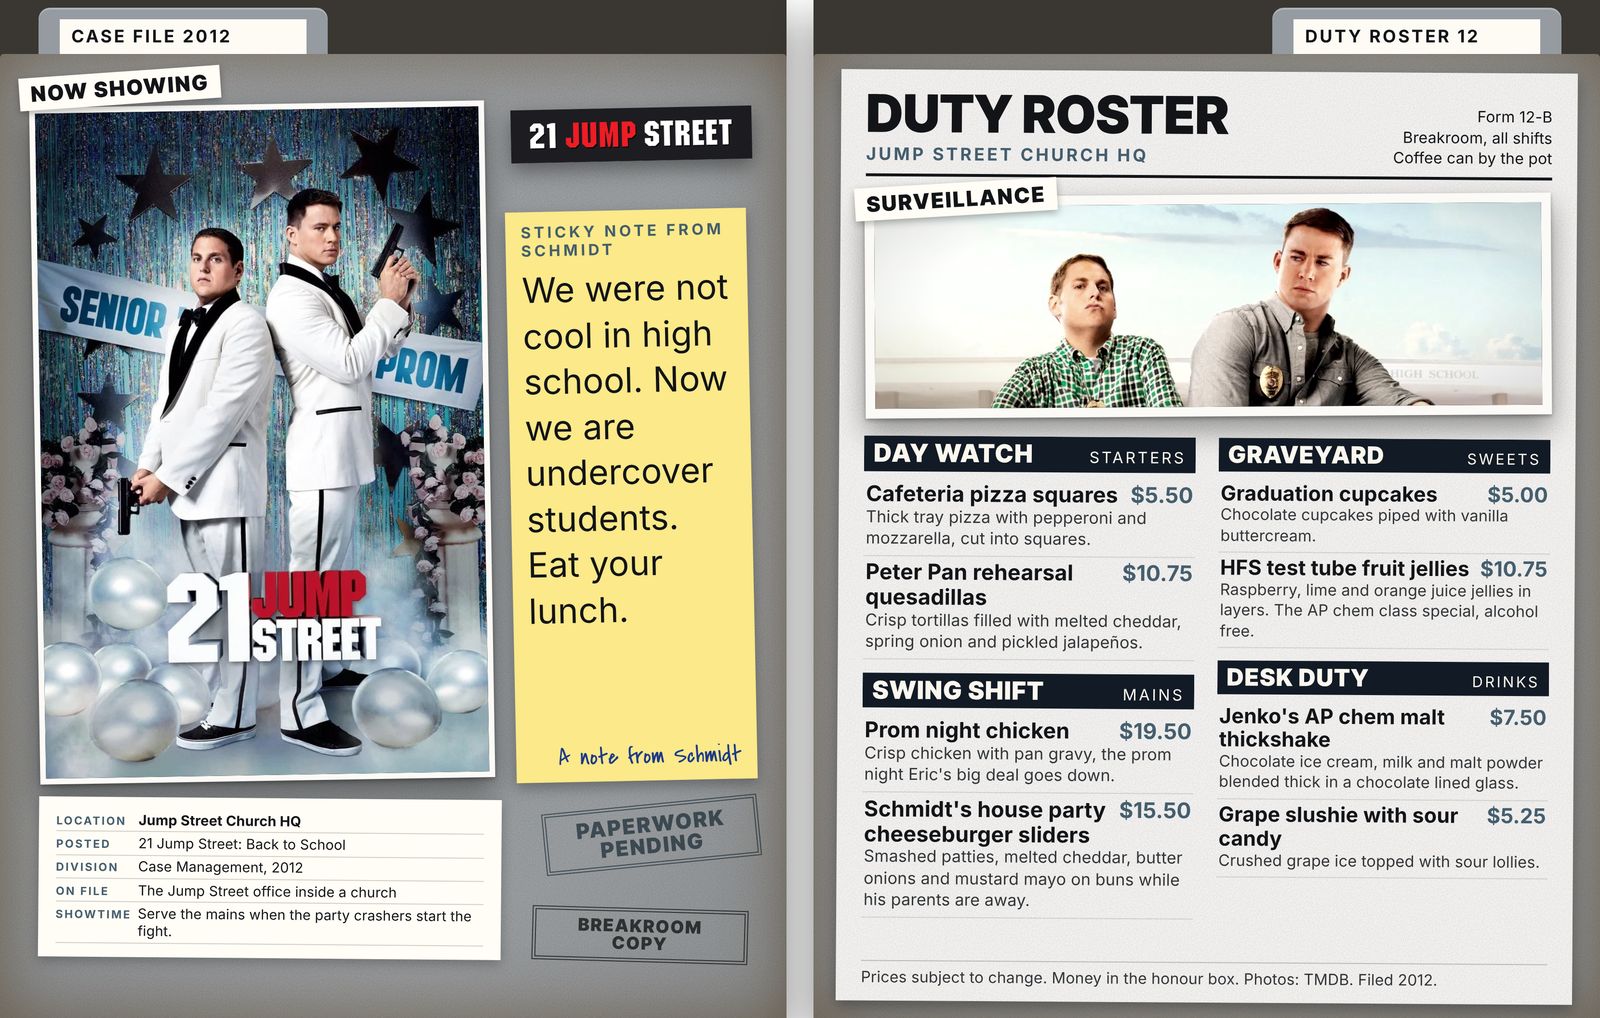 CASE FILE 2012
NOW SHOWING
SENIOR
PROM
21 JUMP
STREET
21 JUMP STREET
STICKY NOTE FROM
SCHMIDT
We were not
cool in high
school. Now
we are
undercover
students.
Eat your
lunch.
A note from Schmidt
LOCATION Jump Street Church HQ
POSTED 21 Jump Street: Back to School
DIVISION Case Management, 2012
ON FILE The Jump Street office inside a church
SHOWTIME Serve the mains when the party crashers start the
fight.
PAPERWORK
PENDING
BREAKROOM
COPY
DUTY ROSTER 12
DUTY ROSTER
JUMP STREET CHURCH HQ
Form 12-B
Breakroom, all shifts
Coffee can by the pot
SURVEILLANCE
HIGH SCHOOL
DAY WATCH STARTERS
Cafeteria pizza squares $5.50
Thick tray pizza with pepperoni and
mozzarella, cut into squares.
Peter Pan rehearsal $10.75
quesadillas
Crisp tortillas filled with melted cheddar,
spring onion and pickled jalapeños.
SWING SHIFT MAINS
Prom night chicken $19.50
Crisp chicken with pan gravy, the prom
night Eric's big deal goes down.
Schmidt's house party $15.50
cheeseburger sliders
Smashed patties, melted cheddar, butter
onions and mustard mayo on buns while
his parents are away.
GRAVEYARD SWEETS
Graduation cupcakes $5.00
Chocolate cupcakes piped with vanilla
buttercream.
HFS test tube fruit jellies $10.75
Raspberry, lime and orange juice jellies in
layers. The AP chem class special, alcohol
free.
DESK DUTY DRINKS
Jenko's AP chem malt $7.50
thickshake
Chocolate ice cream, milk and malt powder
blended thick in a chocolate lined glass.
Grape slushie with sour $5.25
candy
Crushed grape ice topped with sour lollies.
Prices subject to change. Money in the honour box. Photos: TMDB. Filed 2012.